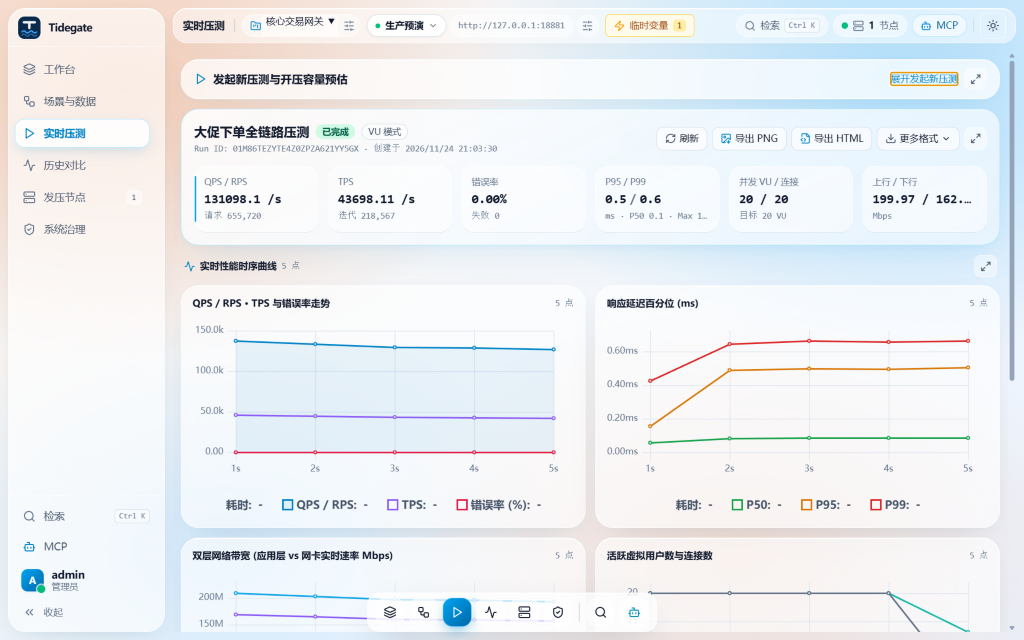 Tidegate
工作台
场景与数据
实时压测
历史对比
发压节点 1
系统治理
检索 Ctrl K
MCP
A admin
管理员
收起
实时压测 核心交易网关 ▼ 生产预演 http://127.0.0.1:18881 临时变量 1 检索 Ctrl K 1 节点 MCP
发起新压测与开压容量预估 展开发起新压测
大促下单全链路压测 已完成 VU 模式
Run ID: 01M86TEZYTE4Z0ZPZA621YY5GX · 创建于 2026/11/24 21:03:30
刷新 导出 PNG 导出 HTML 更多格式
QPS / RPS
131098.1 /s
请求 655,720
TPS
43698.11 /s
迭代 218,567
错误率
0.00%
失败 0
P95 / P99
0.5 / 0.6
ms · P50 0.1 · Max 1…
并发 VU / 连接
20 / 20
目标 20 VU
上行 / 下行
199.97 / 162.…
Mbps
实时性能时序曲线 5 点
QPS / RPS • TPS 与错误率走势 5 点
150.0k
100.0k
50.0k
0.00
1s 2s 3s 4s 5s
耗时: - QPS / RPS: - TPS: - 错误率 (%): -
响应延迟百分位 (ms) 5 点
0.60ms
0.40ms
0.20ms
0.00ms
1s 2s 3s 4s 5s
耗时: - P50: - P95: - P99: -
双层网络带宽 (应用层 vs 网卡实时速率 Mbps) 5 点
200M
150M
活跃虚拟用户数与连接数 5 点
20